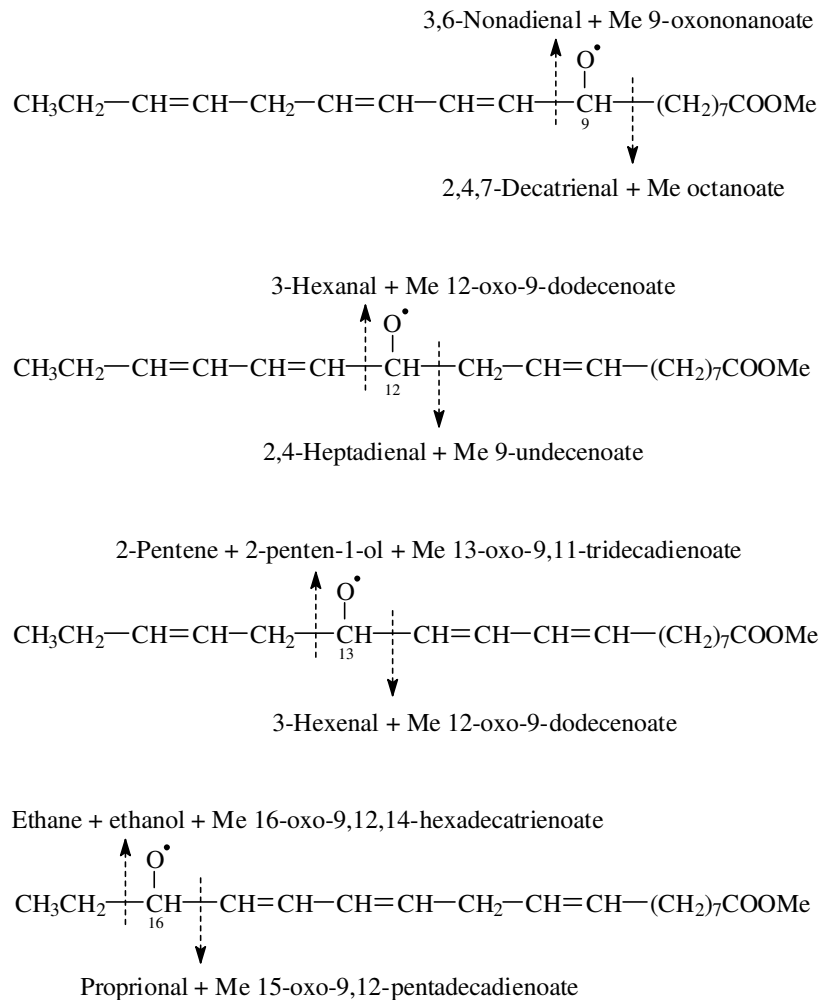 3,6-Nonadienal + Me 9-oxononanoate
O•
CH3CH2—CH=CH—CH2—CH=CH—CH=CH—CH—(CH2)7COOMe
9
2,4,7-Decatrienal + Me octanoate
3-Hexanal + Me 12-oxo-9-dodecenoate
O•
CH3CH2—CH=CH—CH=CH—CH—CH2—CH=CH—(CH2)7COOMe
12
2,4-Heptadienal + Me 9-undecenoate
2-Pentene + 2-penten-1-ol + Me 13-oxo-9,11-tridecadienoate
O•
CH3CH2—CH=CH—CH2—CH—CH=CH—CH=CH—(CH2)7COOMe
13
3-Hexenal + Me 12-oxo-9-dodecenoate
Ethane + ethanol + Me 16-oxo-9,12,14-hexadecatrienoate
O•
CH3CH2—CH—CH=CH—CH=CH—CH2—CH=CH—(CH2)7COOMe
16
Proprional + Me 15-oxo-9,12-pentadecadienoate